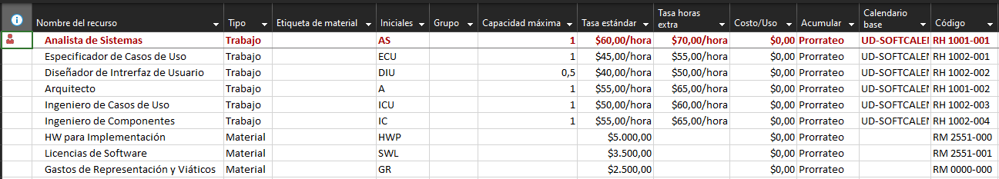 Nombre del recurso Tipo Etiqueta de material Iniciales Grupo Capacidad máxima Tasa estándar Tasa horas extra Costo/Uso Acumular Calendario base Código
Analista de Sistemas Trabajo AS 1 $60,00/hora $70,00/hora $0,00 Prorrateo UD-SOFTCALEN RH 1001-001
Especificador de Casos de Uso Trabajo ECU 1 $45,00/hora $55,00/hora $0,00 Prorrateo UD-SOFTCALEN RH 1002-001
Diseñador de Intrerfaz de Usuario Trabajo DIU 0,5 $40,00/hora $50,00/hora $0,00 Prorrateo UD-SOFTCALEN RH 1002-002
Arquitecto Trabajo A 1 $55,00/hora $65,00/hora $0,00 Prorrateo UD-SOFTCALEN RH 1001-002
Ingeniero de Casos de Uso Trabajo ICU 1 $50,00/hora $60,00/hora $0,00 Prorrateo UD-SOFTCALEN RH 1002-003
Ingeniero de Componentes Trabajo IC 1 $55,00/hora $65,00/hora $0,00 Prorrateo UD-SOFTCALEN RH 1002-004
HW para Implementación Material HWP $5.000,00 $0,00 Prorrateo RM 2551-000
Licencias de Software Material SWL $3.500,00 $0,00 Prorrateo RM 2551-001
Gastos de Representación y Viáticos Material GR $2.500,00 $0,00 Prorrateo RM 0000-000